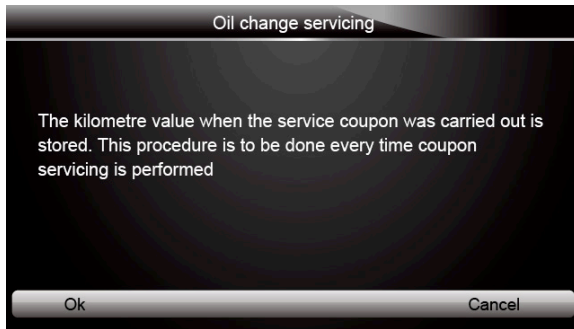 Oil change servicing
The kilometre value when the service coupon was carried out is
stored. This procedure is to be done every time coupon
servicing is performed
Ok Cancel